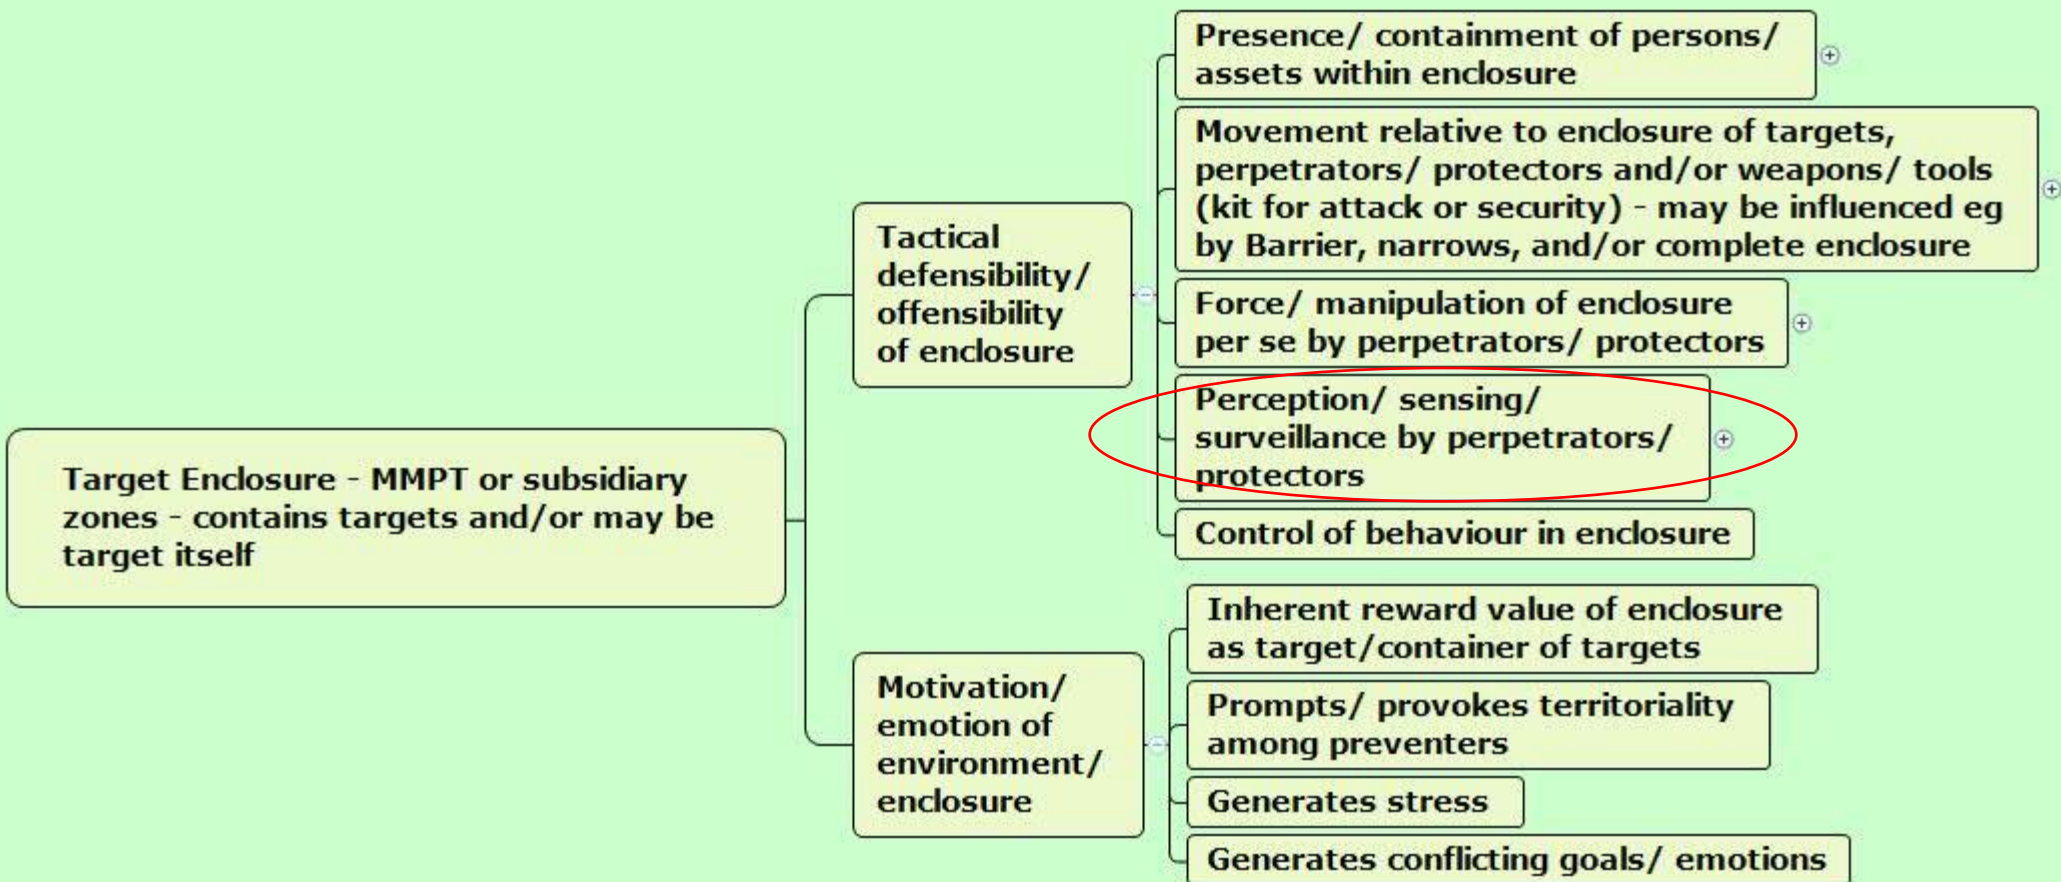 Target Enclosure - MMPT or subsidiary
zones - contains targets and/or may be
target itself
Tactical
defensibility/
offensibility
of enclosure
Presence/ containment of persons/
assets within enclosure
Movement relative to enclosure of targets,
perpetrators/ protectors and/or weapons/ tools
(kit for attack or security) - may be influenced eg
by Barrier, narrows, and/or complete enclosure
Force/ manipulation of enclosure
per se by perpetrators/ protectors
Perception/ sensing/
surveillance by perpetrators/
protectors
Control of behaviour in enclosure
Motivation/
emotion of
environment/
enclosure
Inherent reward value of enclosure
as target/container of targets
Prompts/ provokes territoriality
among preventers
Generates stress
Generates conflicting goals/ emotions